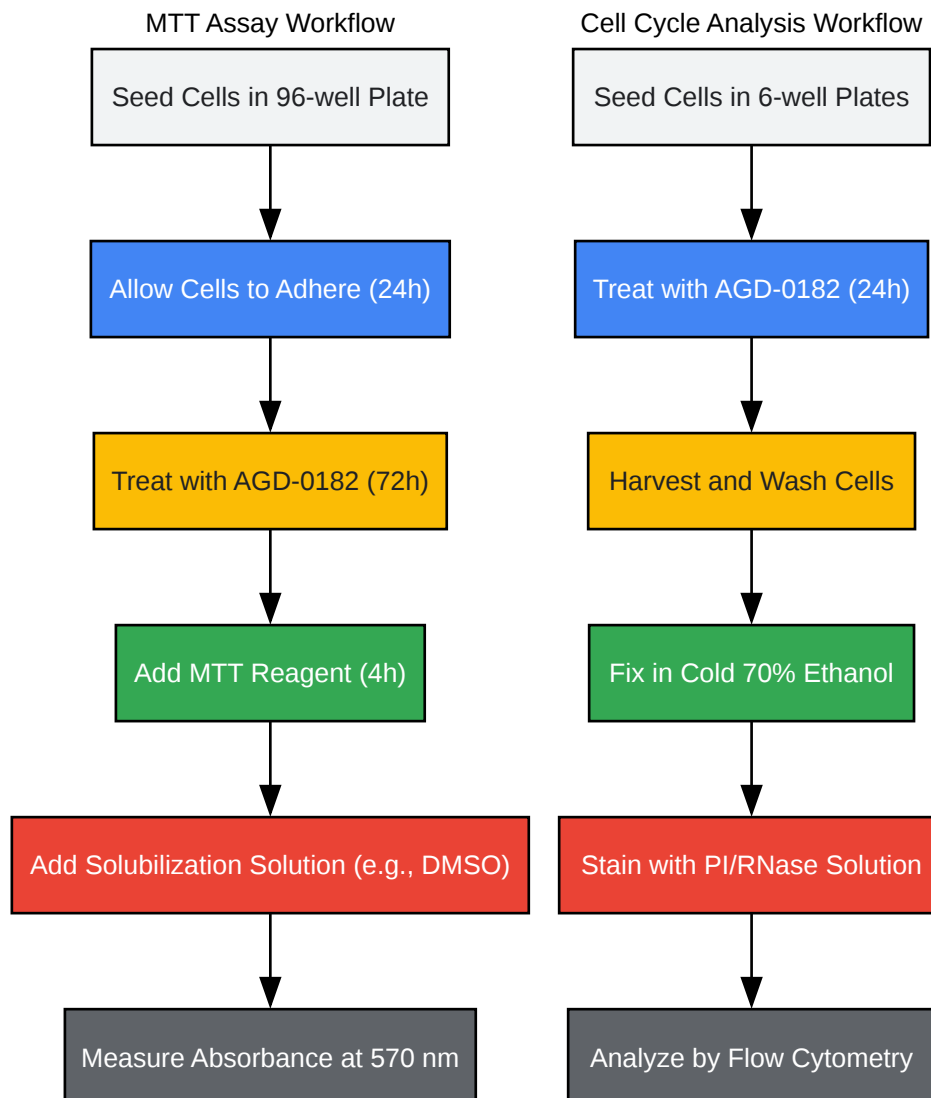 MTT Assay Workflow
Seed Cells in 96-well Plate
Allow Cells to Adhere (24h)
Treat with AGD-0182 (72h)
Add MTT Reagent (4h)
Add Solubilization Solution (e.g., DMSO)
Measure Absorbance at 570 nm
Cell Cycle Analysis Workflow
Seed Cells in 6-well Plates
Treat with AGD-0182 (24h)
Harvest and Wash Cells
Fix in Cold 70% Ethanol
Stain with PI/RNase Solution
Analyze by Flow Cytometry